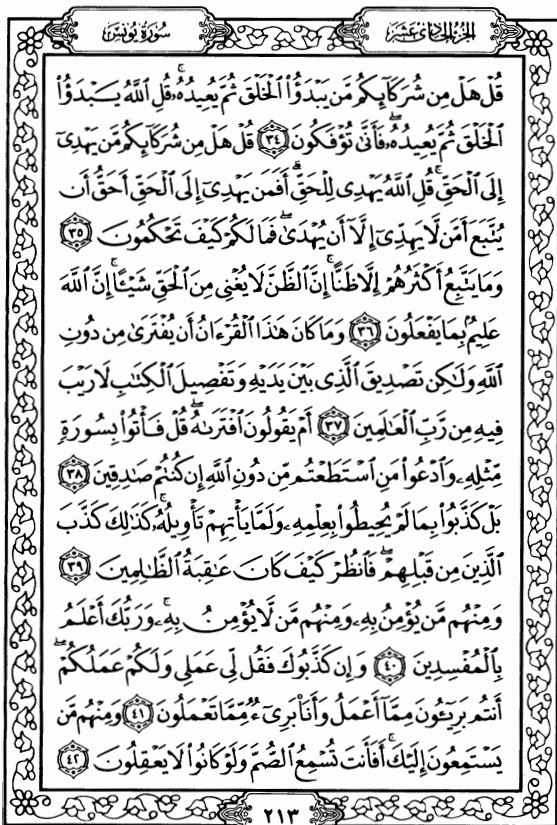 سُورَةُ يُونُسَ
الجزء الحادي عشر
قُلْ هَلْ مِن شُرَكَآئِكُم مَّن يَبْدَؤُا۟ ٱلْخَلْقَ ثُمَّ يُعِيدُهُۥ ۚ قُلِ ٱللَّهُ يَبْدَؤُا۟
ٱلْخَلْقَ ثُمَّ يُعِيدُهُۥ ۖ فَأَنَّىٰ تُؤْفَكُونَ ٣٤ قُلْ هَلْ مِن شُرَكَآئِكُم مَّن يَهْدِىٓ
إِلَى ٱلْحَقِّ ۚ قُلِ ٱللَّهُ يَهْدِى لِلْحَقِّ ۗ أَفَمَن يَهْدِىٓ إِلَى ٱلْحَقِّ أَحَقُّ أَن
يُتَّبَعَ أَمَّن لَّا يَهِدِّىٓ إِلَّآ أَن يُهْدَىٰ ۖ فَمَا لَكُمْ كَيْفَ تَحْكُمُونَ ٣٥
وَمَا يَتَّبِعُ أَكْثَرُهُمْ إِلَّا ظَنًّا ۚ إِنَّ ٱلظَّنَّ لَا يُغْنِى مِنَ ٱلْحَقِّ شَيْـًٔا ۚ إِنَّ ٱللَّهَ
عَلِيمٌۢ بِمَا يَفْعَلُونَ ٣٦ وَمَا كَانَ هَـٰذَا ٱلْقُرْءَانُ أَن يُفْتَرَىٰ مِن دُونِ
ٱللَّهِ وَلَـٰكِن تَصْدِيقَ ٱلَّذِى بَيْنَ يَدَيْهِ وَتَفْصِيلَ ٱلْكِتَـٰبِ لَا رَيْبَ
فِيهِ مِن رَّبِّ ٱلْعَـٰلَمِينَ ٣٧ أَمْ يَقُولُونَ ٱفْتَرَىٰهُ ۖ قُلْ فَأْتُوا۟ بِسُورَةٍ
مِّثْلِهِۦ وَٱدْعُوا۟ مَنِ ٱسْتَطَعْتُم مِّن دُونِ ٱللَّهِ إِن كُنتُمْ صَـٰدِقِينَ ٣٨
بَلْ كَذَّبُوا۟ بِمَا لَمْ يُحِيطُوا۟ بِعِلْمِهِۦ وَلَمَّا يَأْتِهِمْ تَأْوِيلُهُۥ ۚ كَذَٰلِكَ كَذَّبَ
ٱلَّذِينَ مِن قَبْلِهِمْ ۖ فَٱنظُرْ كَيْفَ كَانَ عَـٰقِبَةُ ٱلظَّـٰلِمِينَ ٣٩
وَمِنْهُم مَّن يُؤْمِنُ بِهِۦ وَمِنْهُم مَّن لَّا يُؤْمِنُ بِهِۦ ۚ وَرَبُّكَ أَعْلَمُ
بِٱلْمُفْسِدِينَ ٤٠ وَإِن كَذَّبُوكَ فَقُل لِّى عَمَلِى وَلَكُمْ عَمَلُكُمْ ۖ
أَنتُم بَرِيٓـُٔونَ مِمَّآ أَعْمَلُ وَأَنَا۠ بَرِىٓءٌ مِّمَّا تَعْمَلُونَ ٤١ وَمِنْهُم مَّن
يَسْتَمِعُونَ إِلَيْكَ ۚ أَفَأَنتَ تُسْمِعُ ٱلصُّمَّ وَلَوْ كَانُوا۟ لَا يَعْقِلُونَ ٤٢
٢١٣